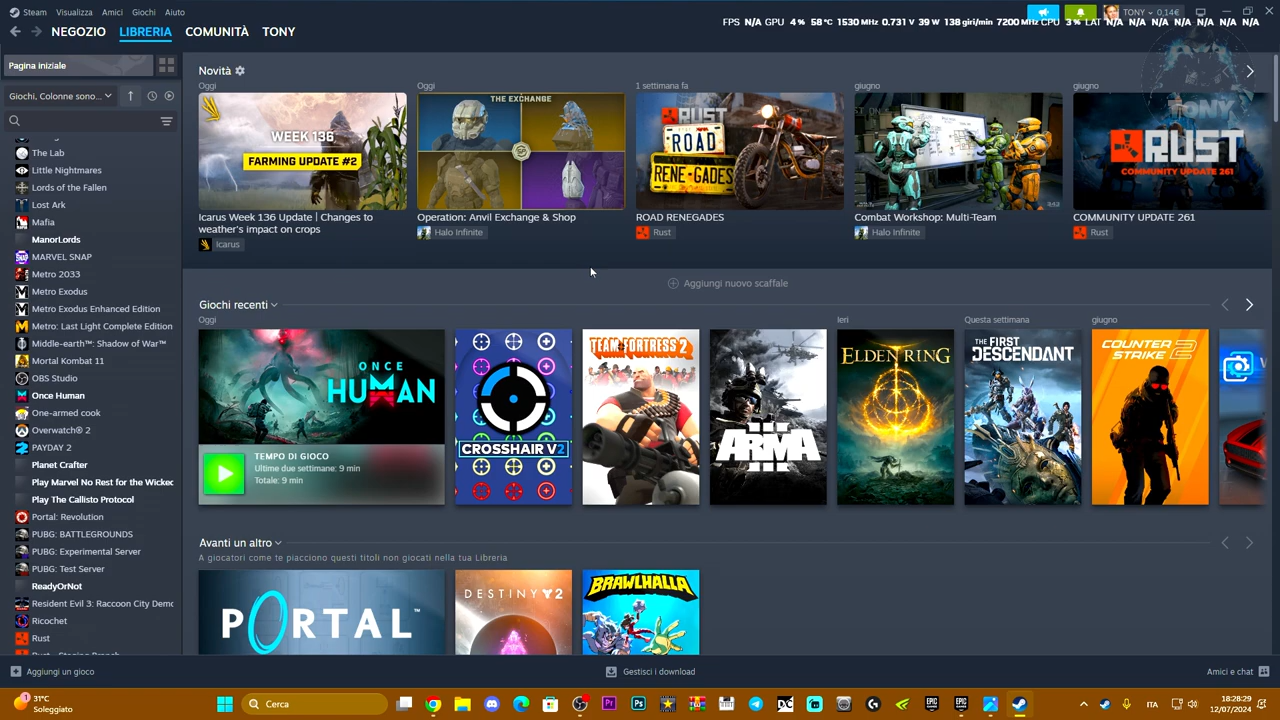 Steam Visualizza Amici Giochi Aiuto
TONY 0,14€
FPS N/A GPU 4 % 58 °C 1530 MHz 0.731 V 39 W 138 giri/min 7200 MHz CPU 3 % LAT N/A N/A N/A N/A N/A N/A N/A
NEGOZIO LIBRERIA COMUNITÀ TONY
Pagina iniziale
Giochi, Colonne sono...
The Lab
Little Nightmares
Lords of the Fallen
Lost Ark
Mafia
ManorLords
MARVEL SNAP
Metro 2033
Metro Exodus
Metro Exodus Enhanced Edition
Metro: Last Light Complete Edition
Middle-earth™: Shadow of War™
Mortal Kombat 11
OBS Studio
Once Human
One-armed cook
Overwatch® 2
PAYDAY 2
Planet Crafter
Play Marvel No Rest for the Wicked
Play The Callisto Protocol
Portal: Revolution
PUBG: BATTLEGROUNDS
PUBG: Experimental Server
PUBG: Test Server
ReadyOrNot
Resident Evil 3: Raccoon City Demo
Ricochet
Rust
Novità
Oggi
WEEK 136
FARMING UPDATE #2
Icarus Week 136 Update | Changes to
weather's impact on crops
Icarus
Oggi
THE EXCHANGE
Operation: Anvil Exchange & Shop
Halo Infinite
1 settimana fa
RUST
ROAD
RENE-GADES
ROAD RENEGADES
Rust
giugno
3:42
Combat Workshop: Multi-Team
Halo Infinite
giugno
TONY
RUST
COMMUNITY UPDATE 261
COMMUNITY UPDATE 261
Rust
Aggiungi nuovo scaffale
Giochi recenti
Oggi
Ieri
Questa settimana
giugno
ONCE
HUMAN
TEMPO DI GIOCO
Ultime due settimane: 9 min
Totale: 9 min
CROSSHAIR V2
TEAM FORTRESS 2
ARMA
III
ELDEN RING
THE FIRST
DESCENDANT
COUNTER
STRIKE 2
Avanti un altro
A giocatori come te piacciono questi titoli non giocati nella tua Libreria.
PORTAL™
DESTINY 2
BRAWLHALLA
Aggiungi un gioco
Gestisci i download
Amici e chat
31°C
Soleggiato
Cerca
ITA
18:28:29
12/07/2024